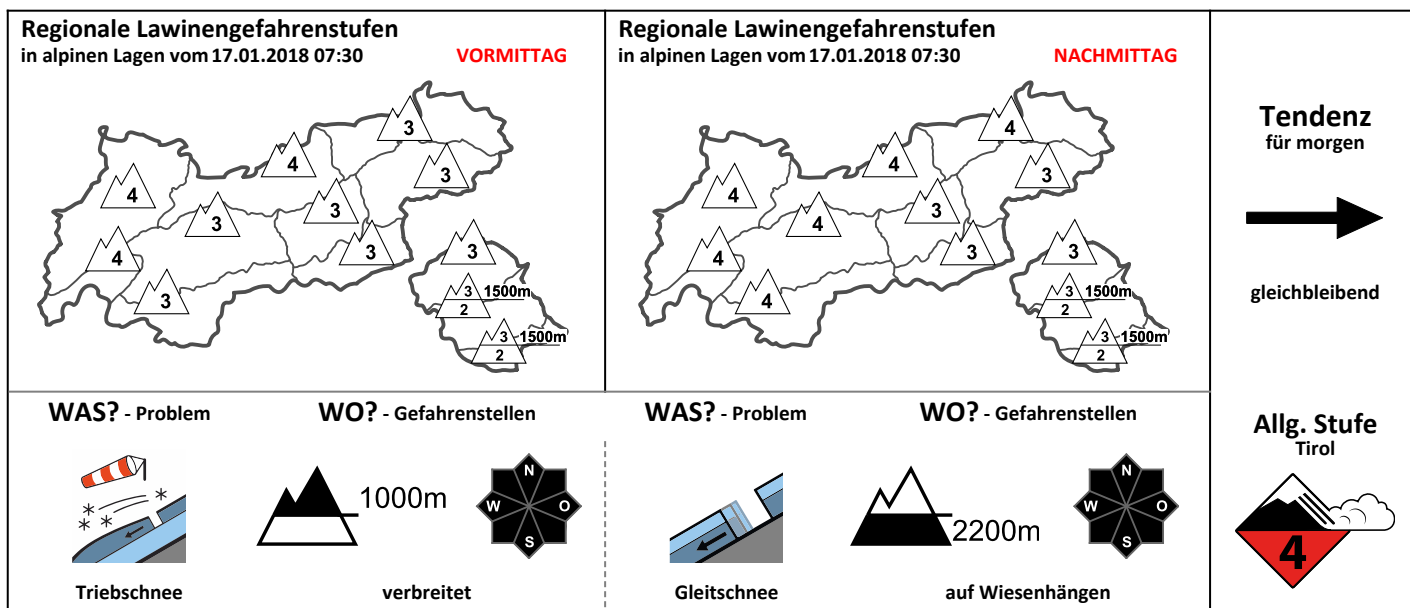 Regionale Lawinengefahrenstufen
in alpinen Lagen vom 17.01.2018 07:30 VORMITTAG
3
4
3
4
3
3
4
3
3
3
3 1500m
2
3 1500m
2
Regionale Lawinengefahrenstufen
in alpinen Lagen vom 17.01.2018 07:30 NACHMITTAG
4
4
3
4
3
4
4
3
3
4
3 1500m
2
3 1500m
2
Tendenz
für morgen
gleichbleibend
WAS? - Problem WO? - Gefahrenstellen
1000m
N
W O
S
Triebschnee verbreitet
WAS? - Problem WO? - Gefahrenstellen
2200m
N
W O
S
Gleitschnee auf Wiesenhängen
Allg. Stufe
Tirol
4